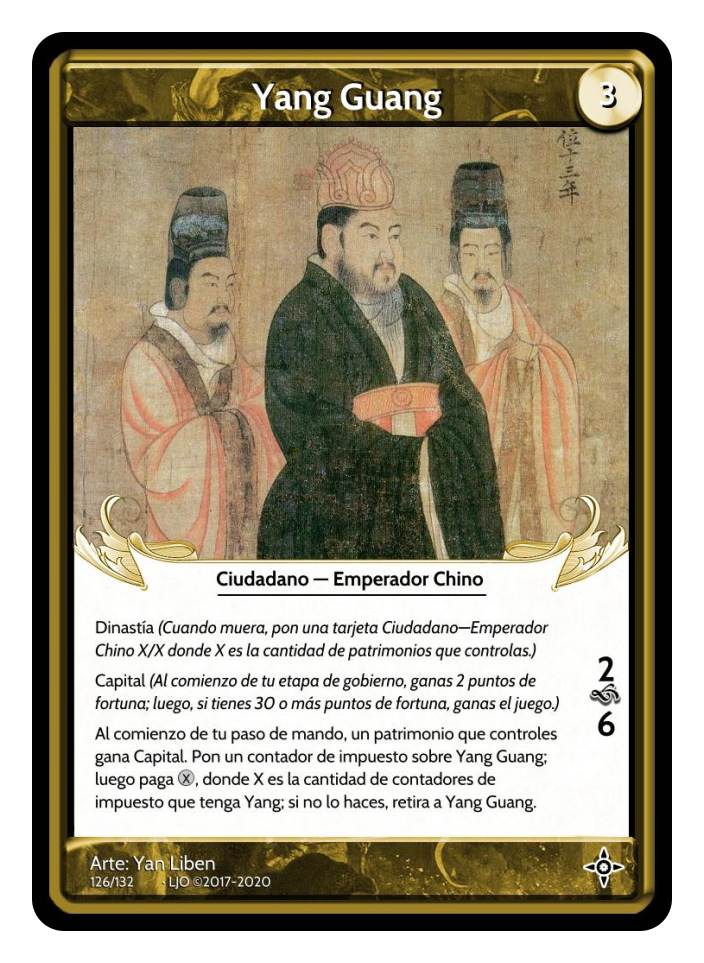 Yang Guang
3
位十三年
Ciudadano — Emperador Chino
Dinastía (Cuando muera, pon una tarjeta Ciudadano—Emperador
Chino X/X donde X es la cantidad de patrimonios que controlas.)
Capital (Al comienzo de tu etapa de gobierno, ganas 2 puntos de
fortuna; luego, si tienes 30 o más puntos de fortuna, ganas el juego.)
Al comienzo de tu paso de mando, un patrimonio que controles
gana Capital. Pon un contador de impuesto sobre Yang Guang;
luego paga Ⓧ, donde X es la cantidad de contadores de
impuesto que tenga Yang; si no lo haces, retira a Yang Guang.
2
6
Arte: Yan Liben
126/132 LJO ©2017-2020